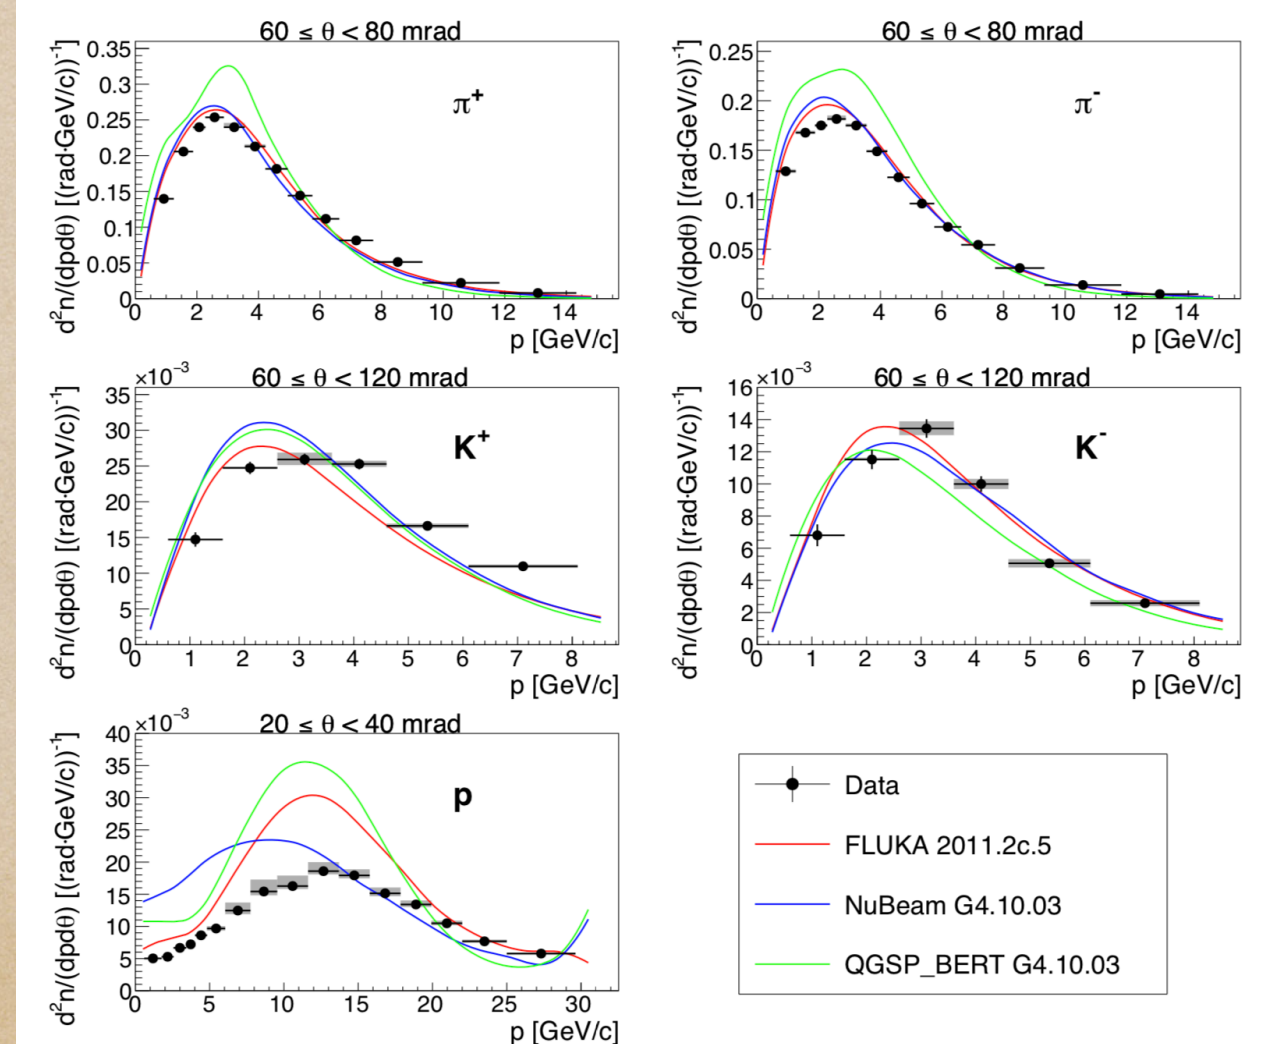 60 ≤ θ < 80 mrad
π+
d²n/(dpdθ) [(rad·GeV/c))⁻¹]
0.35
0.3
0.25
0.2
0.15
0.1
0.05
0
0 2 4 6 8 10 12 14
p [GeV/c]
60 ≤ θ < 80 mrad
π-
d²n/(dpdθ) [(rad·GeV/c))⁻¹]
0.25
0.2
0.15
0.1
0.05
0
0 2 4 6 8 10 12 14
p [GeV/c]
×10⁻³
60 ≤ θ < 120 mrad
K+
d²n/(dpdθ) [(rad·GeV/c))⁻¹]
35
30
25
20
15
10
5
0
0 1 2 3 4 5 6 7 8
p [GeV/c]
×10⁻³
60 ≤ θ < 120 mrad
K-
d²n/(dpdθ) [(rad·GeV/c))⁻¹]
16
14
12
10
8
6
4
2
0
0 1 2 3 4 5 6 7 8
p [GeV/c]
×10⁻³
20 ≤ θ < 40 mrad
p
d²n/(dpdθ) [(rad·GeV/c))⁻¹]
40
35
30
25
20
15
10
5
0
0 5 10 15 20 25 30
p [GeV/c]
Data
FLUKA 2011.2c.5
NuBeam G4.10.03
QGSP_BERT G4.10.03